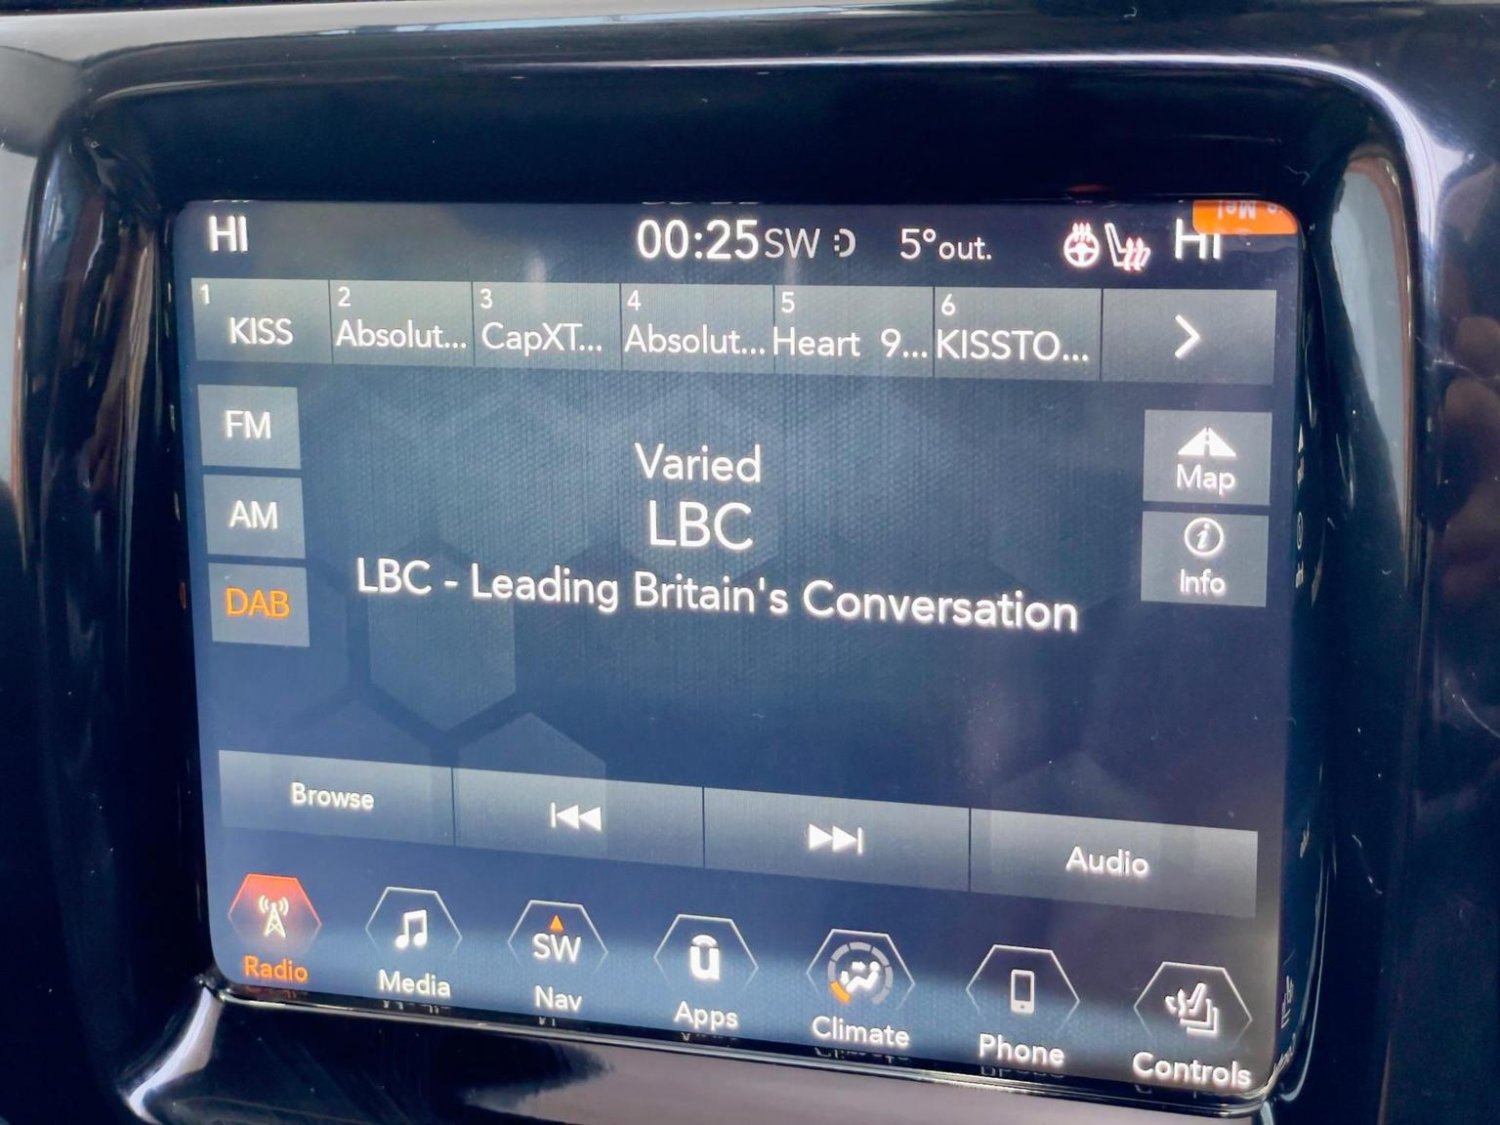 HI 00:25 SW 5°out. HI
Me!
1 2 3 4 5 6
KISS Absolut... CapXT... Absolut... Heart 9... KISSTO...
FM
AM
DAB
Varied
LBC
LBC - Leading Britain's Conversation
Map
Info
Browse Audio
SW
Radio Media Nav Apps Climate Phone Controls